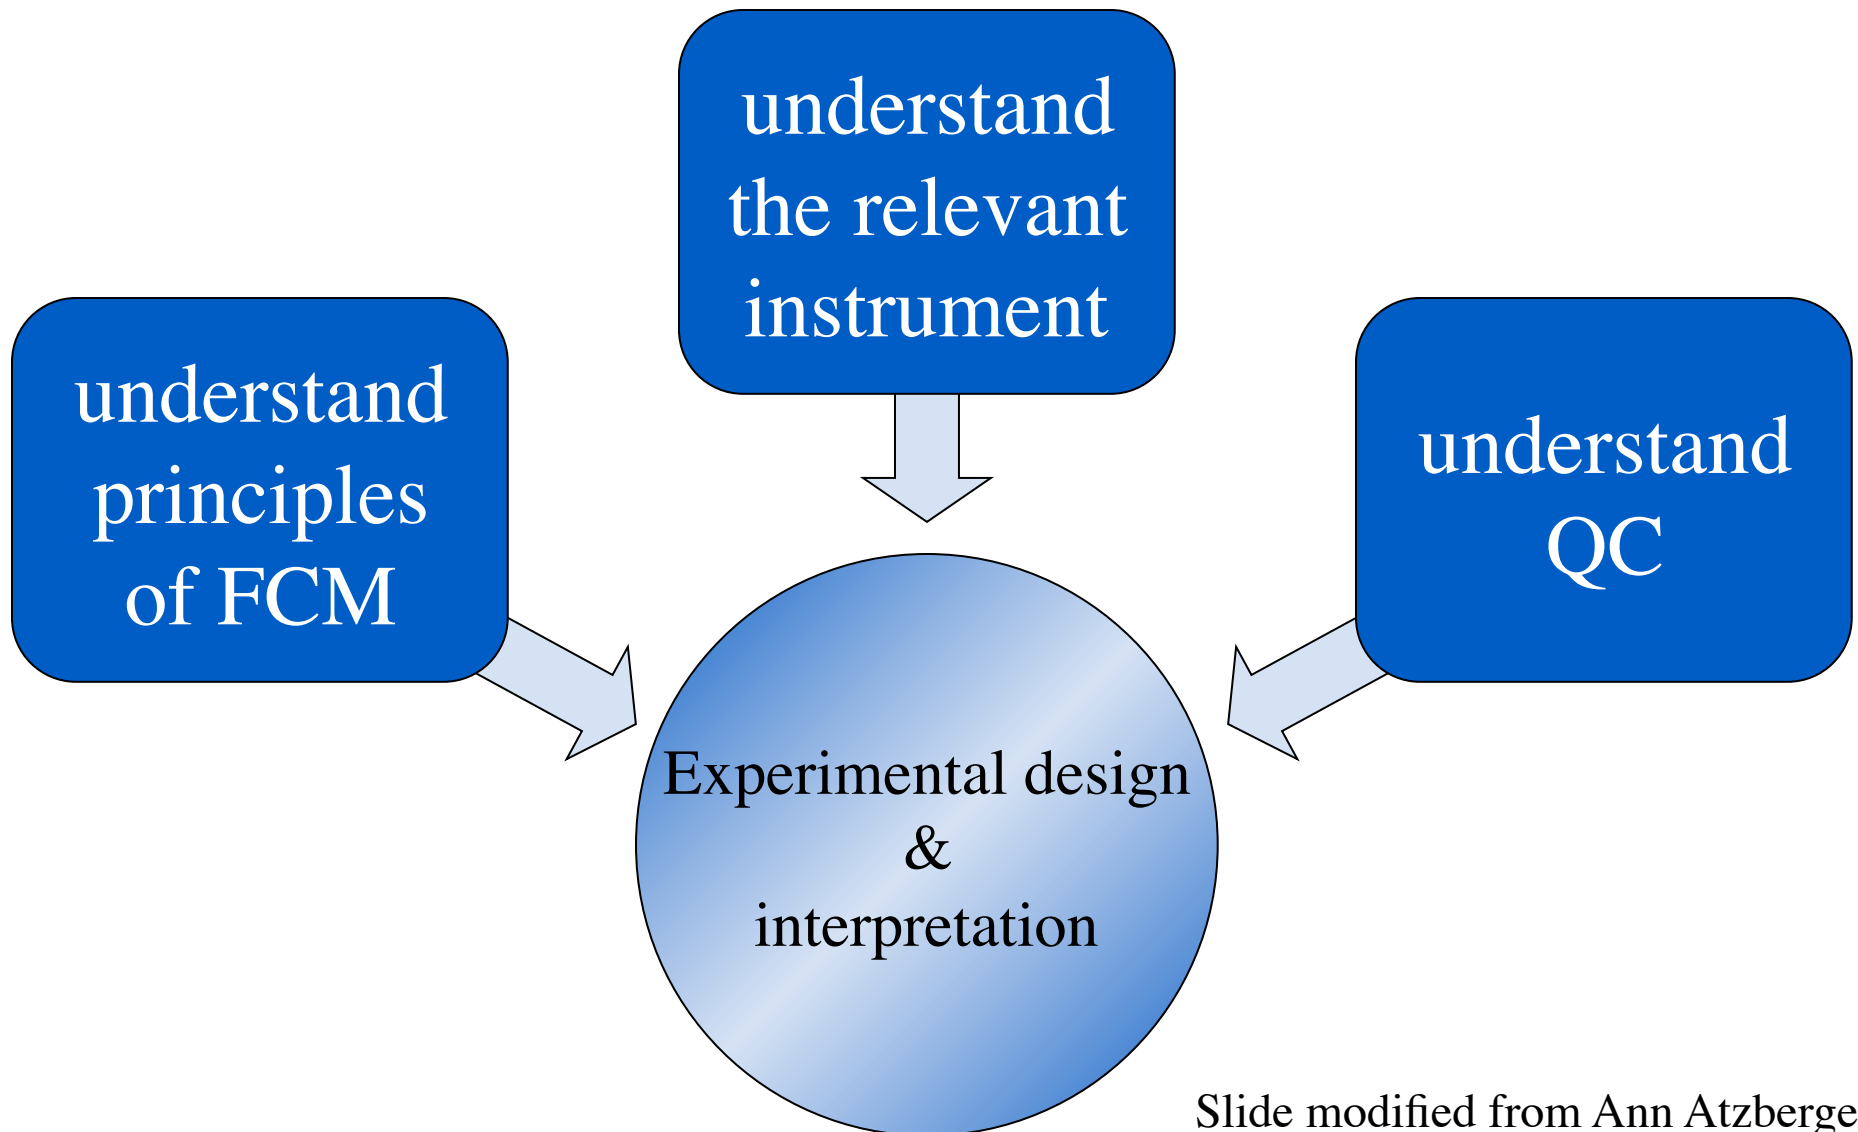 understand
the relevant
instrument
understand
principles
of FCM
understand
QC
Experimental design
&
interpretation
Slide modified from Ann Atzberge